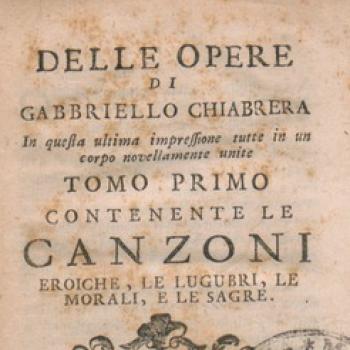 DELLE OPERE
DI
GABBRIELLO CHIABRERA
In queſta ultima impreſſione tutte in un
corpo novellamente unite
TOMO PRIMO
CONTENENTE LE
CANZONI
EROICHE, LE LUGUBRI, LE
MORALI, E LE SAGRE.